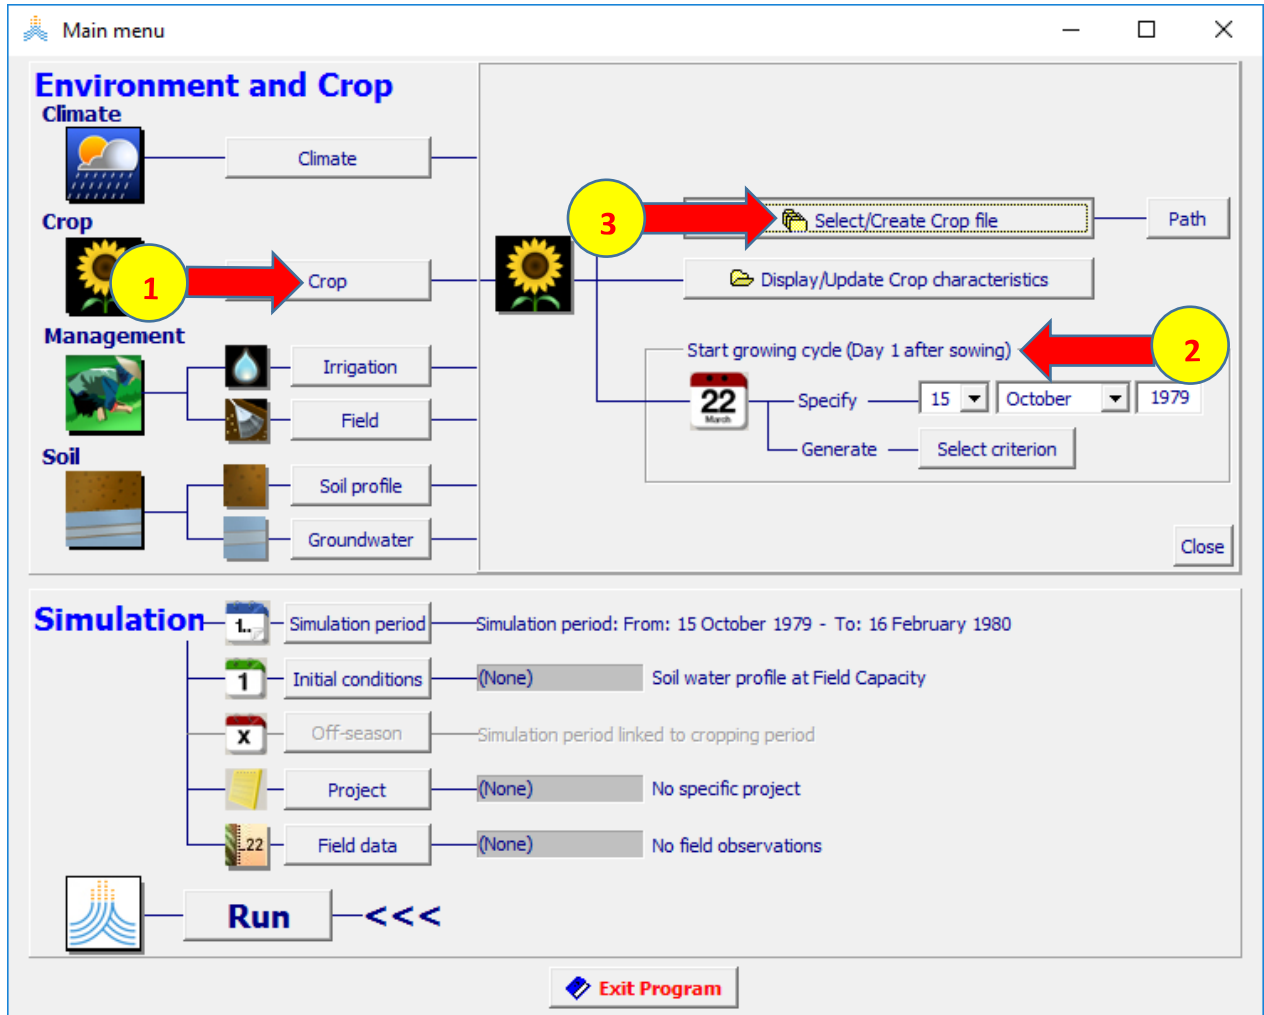 Main menu
Environment and Crop
Climate
Climate
Crop
1
Crop
Management
Irrigation
Field
Soil
Soil profile
Groundwater
3
Select/Create Crop file
Path
Display/Update Crop characteristics
Start growing cycle (Day 1 after sowing)
2
22
March
Specify
15
October
1979
Generate
Select criterion
Close
Simulation
1..
Simulation period
Simulation period: From: 15 October 1979 - To: 16 February 1980
1
Initial conditions
(None)
Soil water profile at Field Capacity
X
Off-season
Simulation period linked to cropping period
Project
(None)
No specific project
22
Field data
(None)
No field observations
Run
<<<
Exit Program